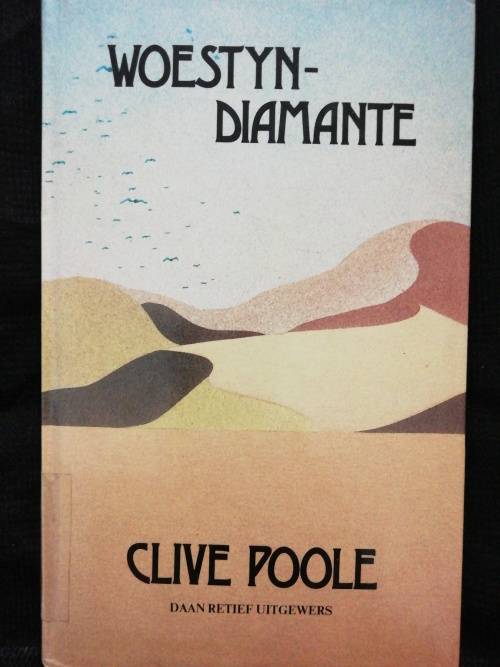 WOESTYN-
DIAMANTE
CLIVE POOLE
DAAN RETIEF UITGEWERS